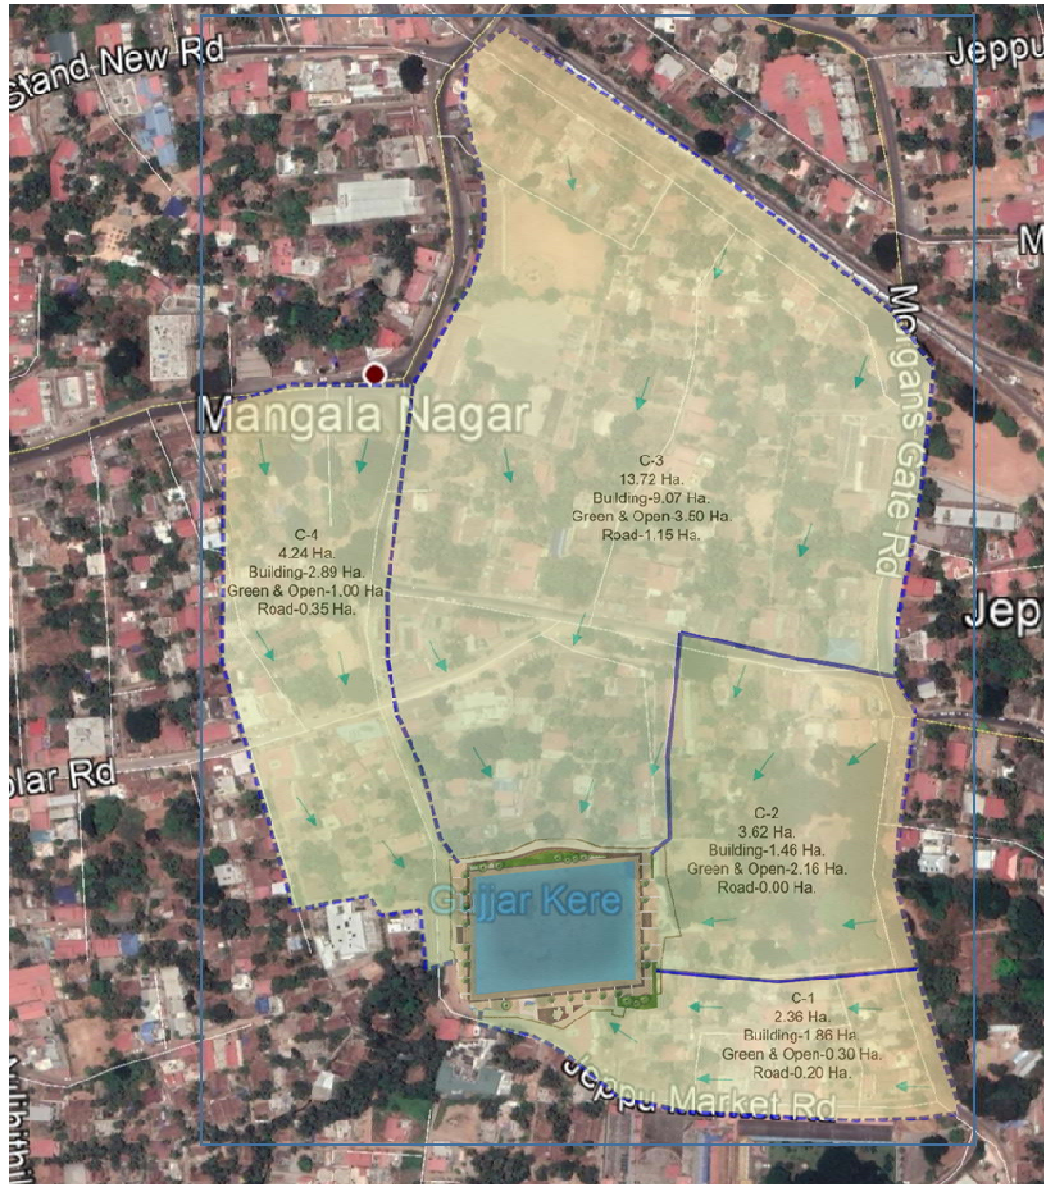 Stand New Rd
Jeppu
M
Morgans Gate Rd
Mangala Nagar
C-3
13.72 Ha.
Building-9.07 Ha.
Green & Open-3.50 Ha.
Road-1.15 Ha.
C-4
4.24 Ha.
Building-2.89 Ha.
Green & Open-1.00 Ha
Road-0.35 Ha.
Jep
olar Rd
C-2
3.62 Ha.
Building-1.46 Ha.
Green & Open-2.16 Ha.
Road-0.00 Ha.
Gujjar Kere
C-1
2.36 Ha.
Building-1.86 Ha.
Green & Open-0.30 Ha.
Road-0.20 Ha.
Jeppu Market Rd